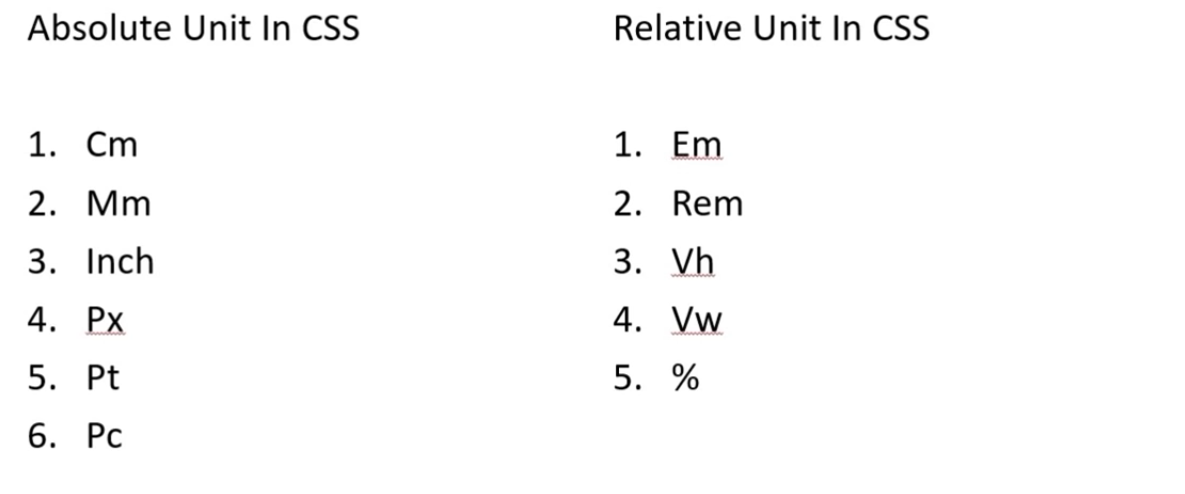 Absolute Unit In CSS
1. Cm
2. Mm
3. Inch
4. Px
5. Pt
6. Pc
Relative Unit In CSS
1. Em
2. Rem
3. Vh
4. Vw
5. %